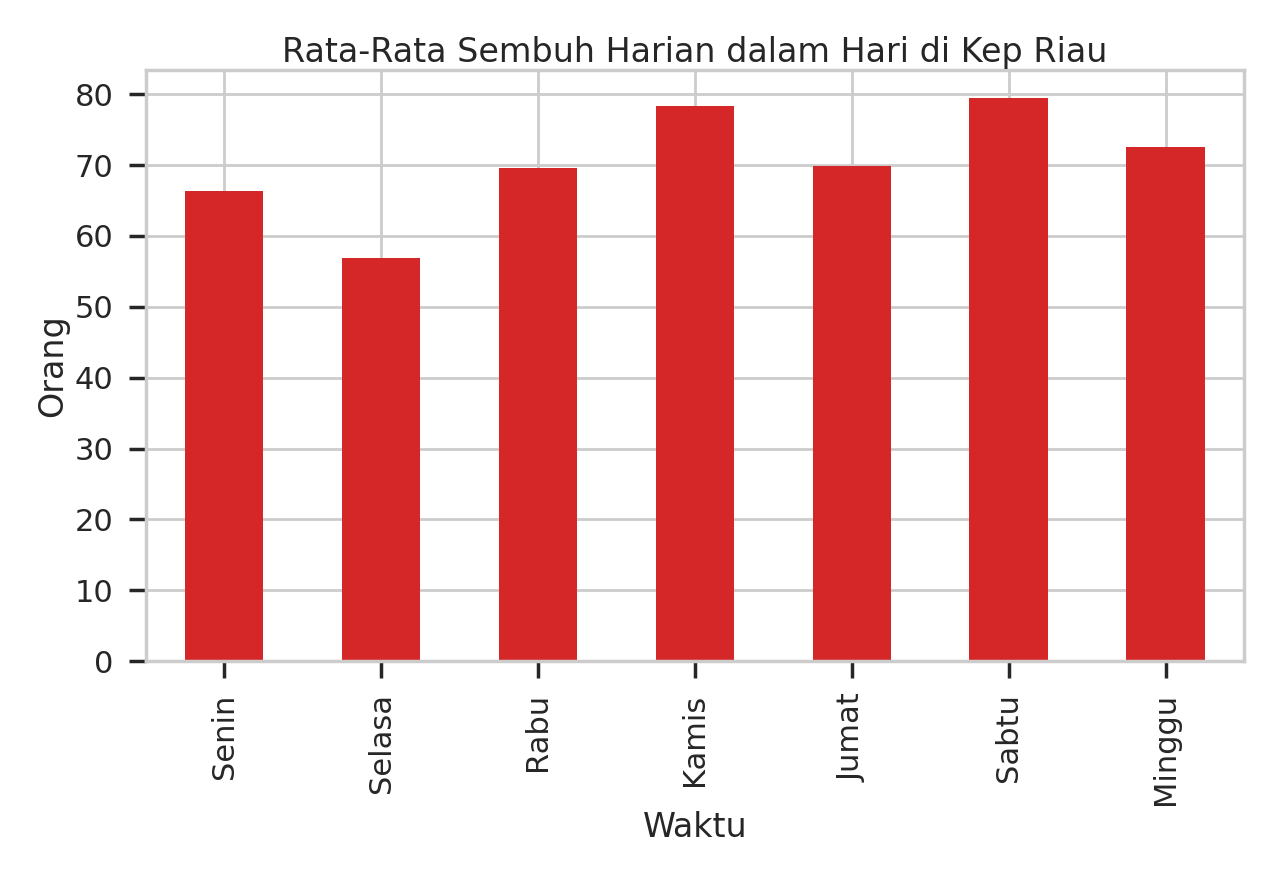 Rata-Rata Sembuh Harian dalam Hari di Kep Riau
80
70
60
50
40
30
20
10
0
Orang
Senin
Selasa
Rabu
Kamis
Jumat
Sabtu
Minggu
Waktu